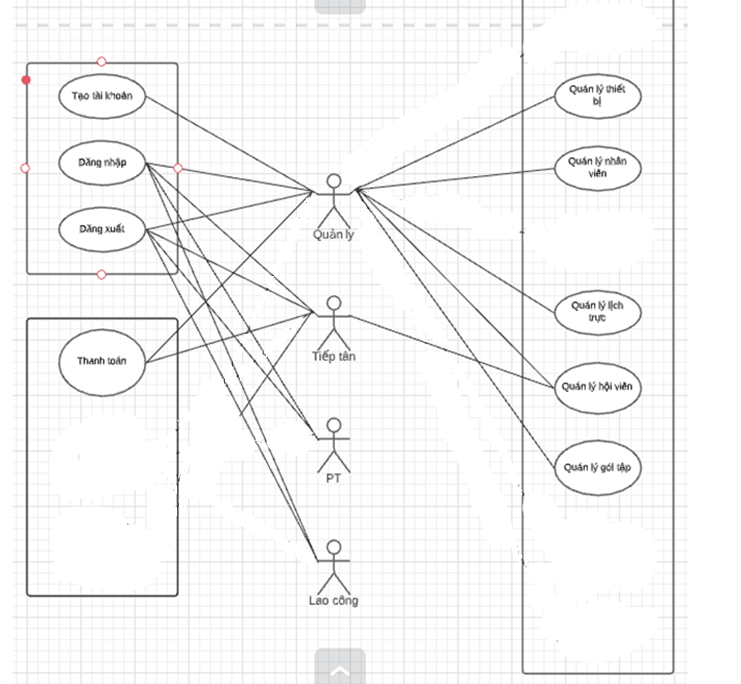 Tạo tài khoản
Đăng nhập
Đăng xuất
Thanh toán
Quản lý
Tiếp tân
PT
Lao công
Quản lý thiết
bị
Quản lý nhân
viên
Quản lý lịch
trực
Quản lý hội viên
Quản lý gói tập